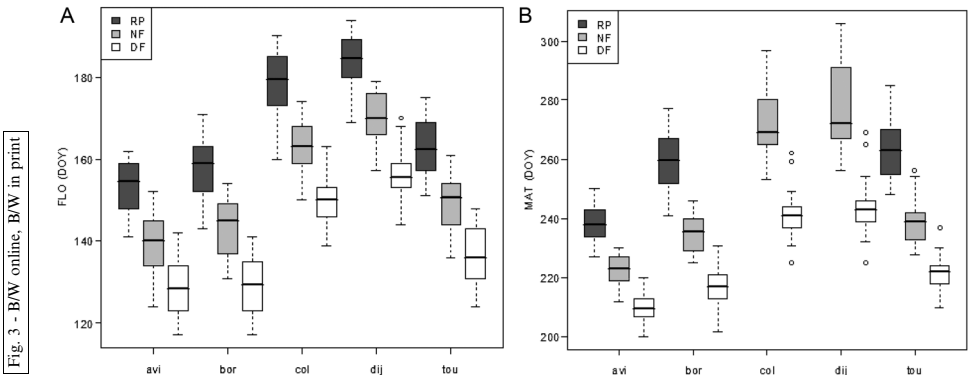 Fig. 3 - B/W online, B/W in print
A
RP
NF
DF
FLO (DOY)
180
160
140
120
avi bor col dij tou
B
RP
NF
DF
MAT (DOY)
300
280
260
240
220
200
avi bor col dij tou